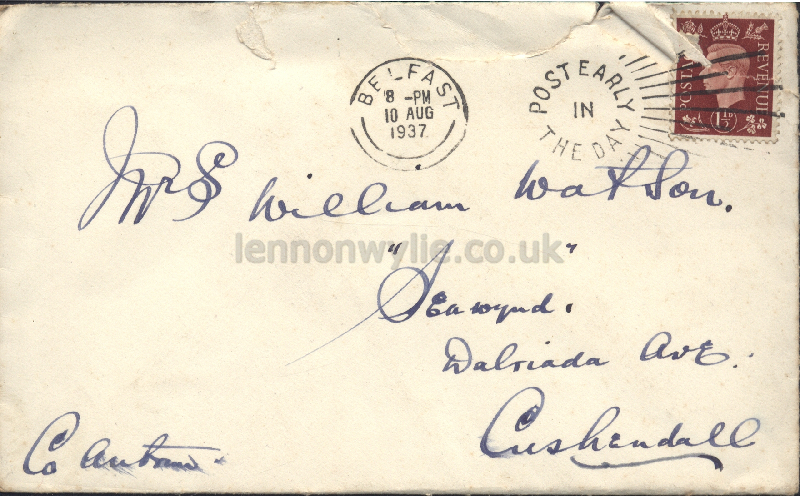 BELFAST
8 -PM
10 AUG
1937
POST EARLY
IN
THE DAY
POSTAGE
REVENUE
1½D
Mrs William Watson.
lennonwylie.co.uk
"Seawynd."
Dalriada Ave.
Cushendall
Co Antrim